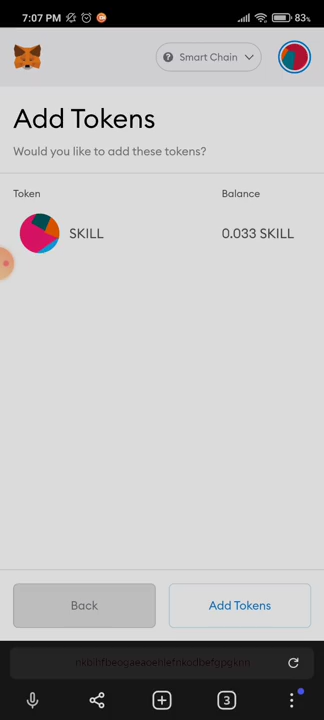 7:07 PM
83%
Smart Chain
Add Tokens
Would you like to add these tokens?
Token
Balance
SKILL
0.033 SKILL
Back
Add Tokens
3